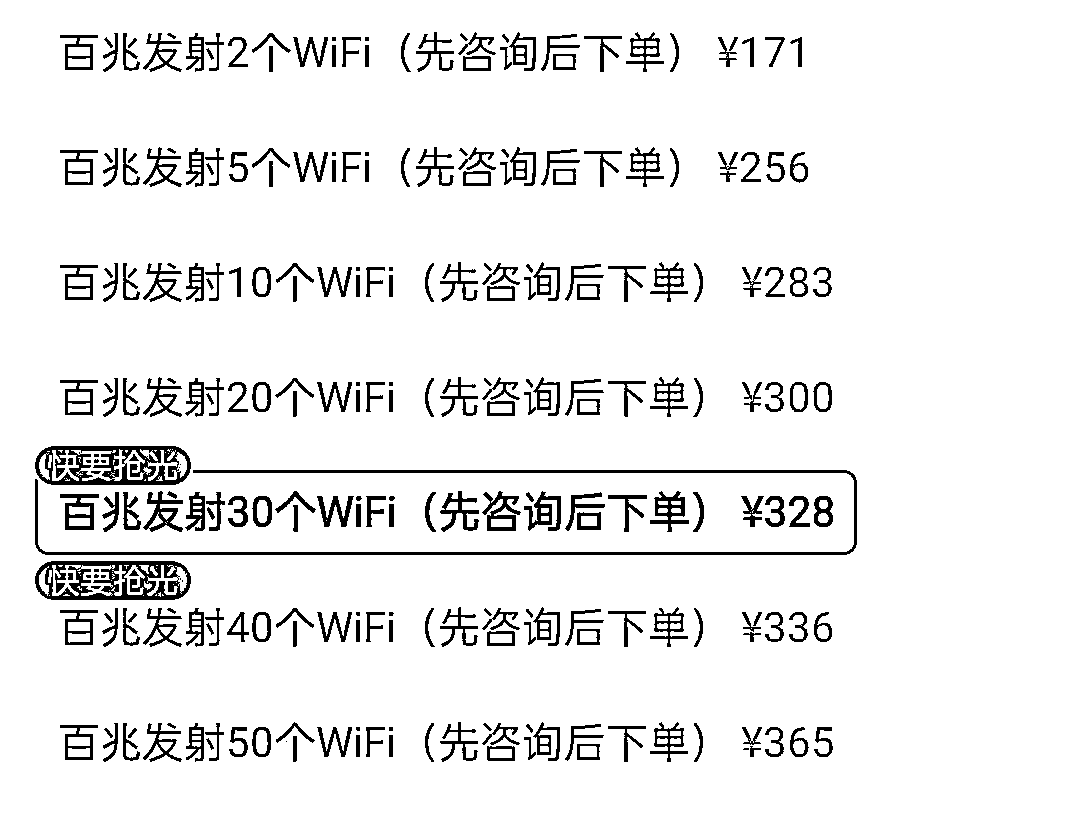 百兆发射2个WiFi（先咨询后下单） ¥171
百兆发射5个WiFi（先咨询后下单） ¥256
百兆发射10个WiFi（先咨询后下单） ¥283
百兆发射20个WiFi（先咨询后下单） ¥300
快要抢光
百兆发射30个WiFi（先咨询后下单） ¥328
快要抢光
百兆发射40个WiFi（先咨询后下单） ¥336
百兆发射50个WiFi（先咨询后下单） ¥365